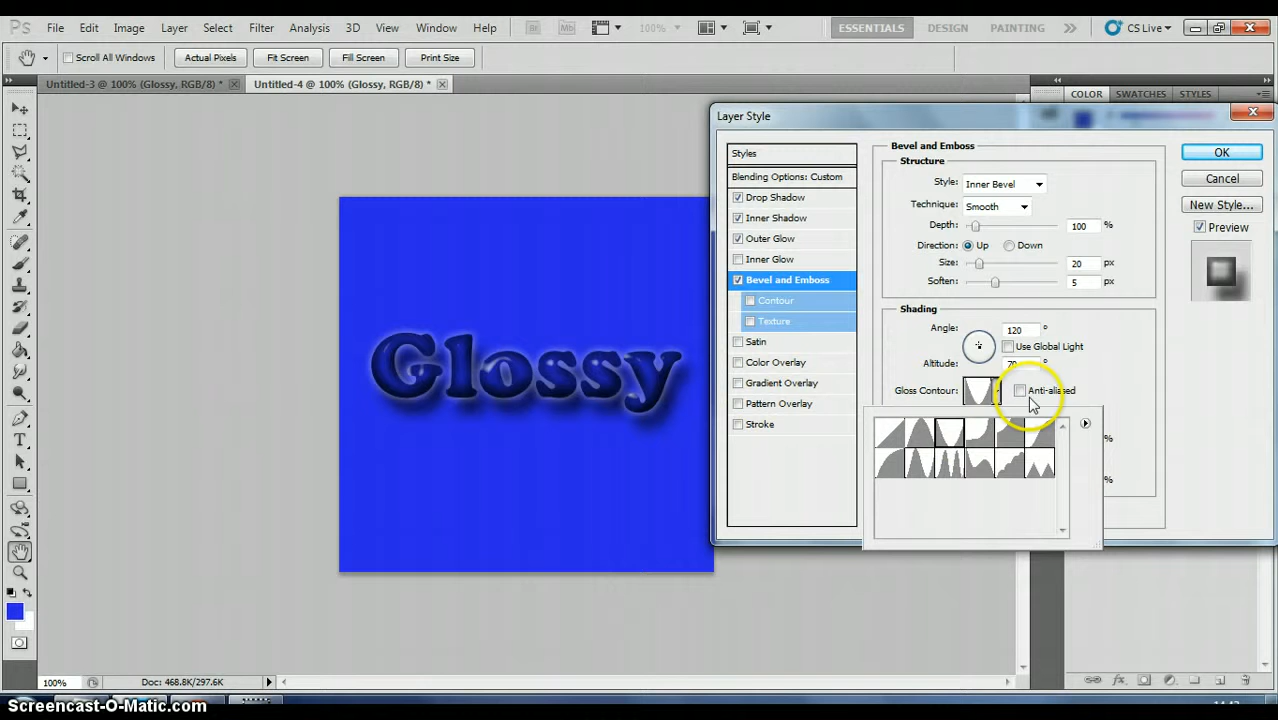 Ps File Edit Image Layer Select Filter Analysis 3D View Window Help Br Mb 100% ESSENTIALS DESIGN PAINTING CS Live
Scroll All Windows Actual Pixels Fit Screen Fill Screen Print Size
Untitled-3 @ 100% (Glossy, RGB/8) * Untitled-4 @ 100% (Glossy, RGB/8) *
COLOR SWATCHES STYLES
Layer Style
Styles
Blending Options: Custom
Drop Shadow
Inner Shadow
Outer Glow
Inner Glow
Bevel and Emboss
Contour
Texture
Satin
Color Overlay
Gradient Overlay
Pattern Overlay
Stroke
Bevel and Emboss
Structure
Style: Inner Bevel
Technique: Smooth
Depth: 100 %
Direction: Up Down
Size: 20 px
Soften: 5 px
Shading
Angle: 120 °
Use Global Light
Altitude: 70 °
Gloss Contour: Anti-aliased
%
%
OK
Cancel
New Style...
Preview
Glossy
100% Doc: 468.8K/297.6K
Screencast-O-Matic.com